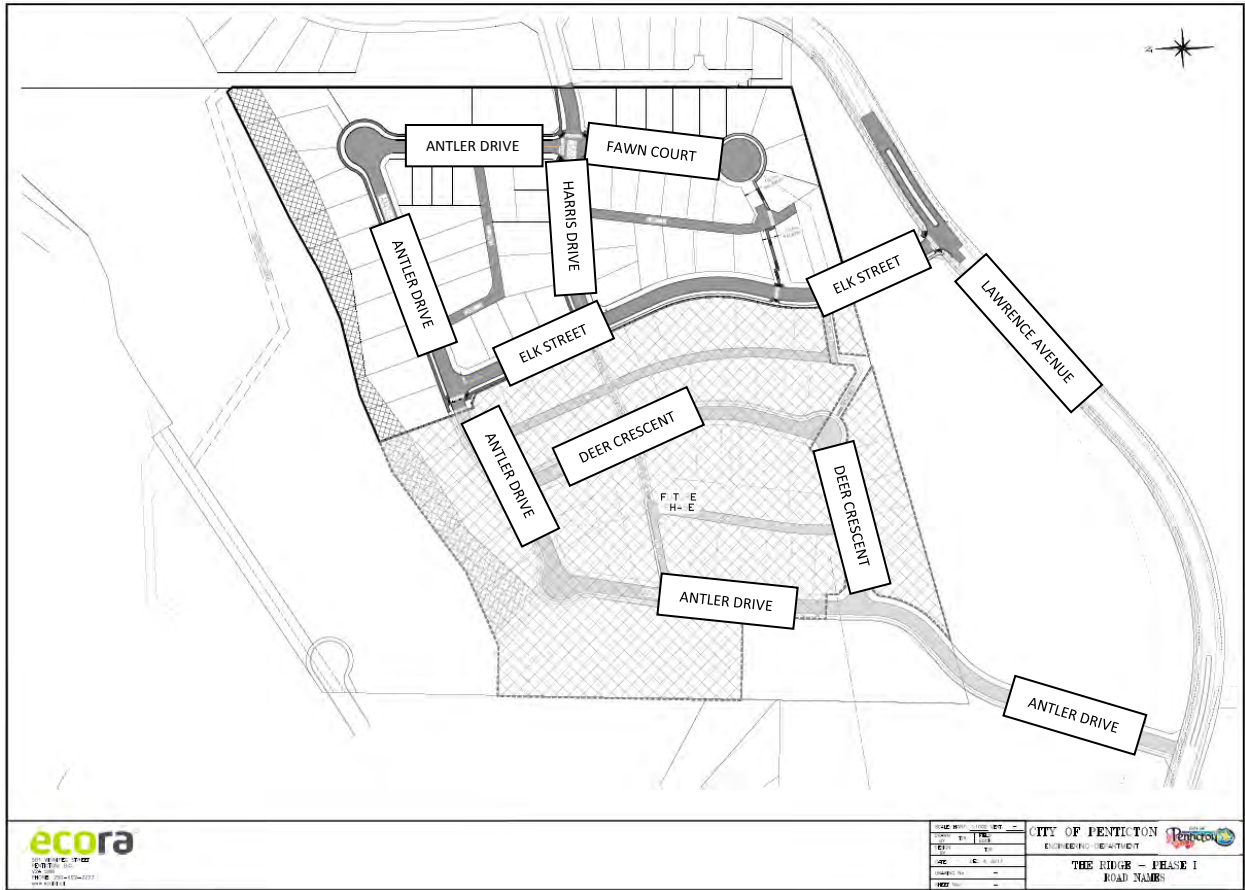 ANTLER DRIVE
FAWN COURT
HARRIS DRIVE
ANTLER DRIVE
ELK STREET
ELK STREET
LAWRENCE AVENUE
DEER CRESCENT
ANTLER DRIVE
DEER CRESCENT
F T E
H E
ANTLER DRIVE
ANTLER DRIVE
ecora
CITY OF PENTICTON
ENGINEERING DEPARTMENT
Penticton
THE RIDGE - PHASE I
ROAD NAMES